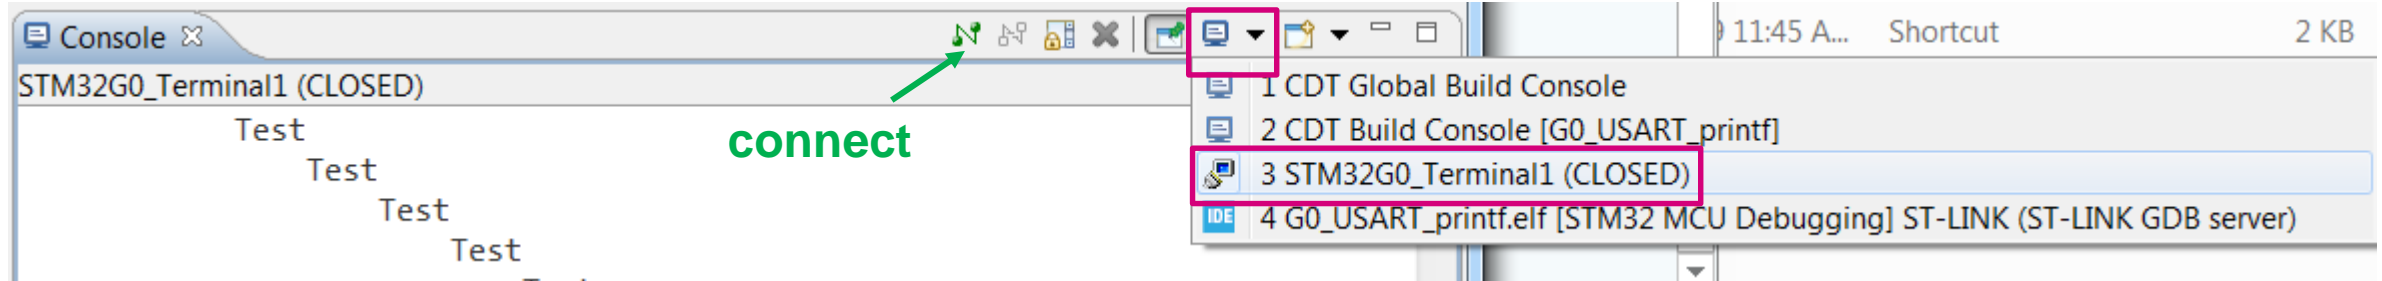 Console
11:45 A... Shortcut 2 KB
STM32G0_Terminal1 (CLOSED)
1 CDT Global Build Console
Test
connect
2 CDT Build Console [G0_USART_printf]
Test
3 STM32G0_Terminal1 (CLOSED)
Test
IDE 4 G0_USART_printf.elf [STM32 MCU Debugging] ST-LINK (ST-LINK GDB server)
Test